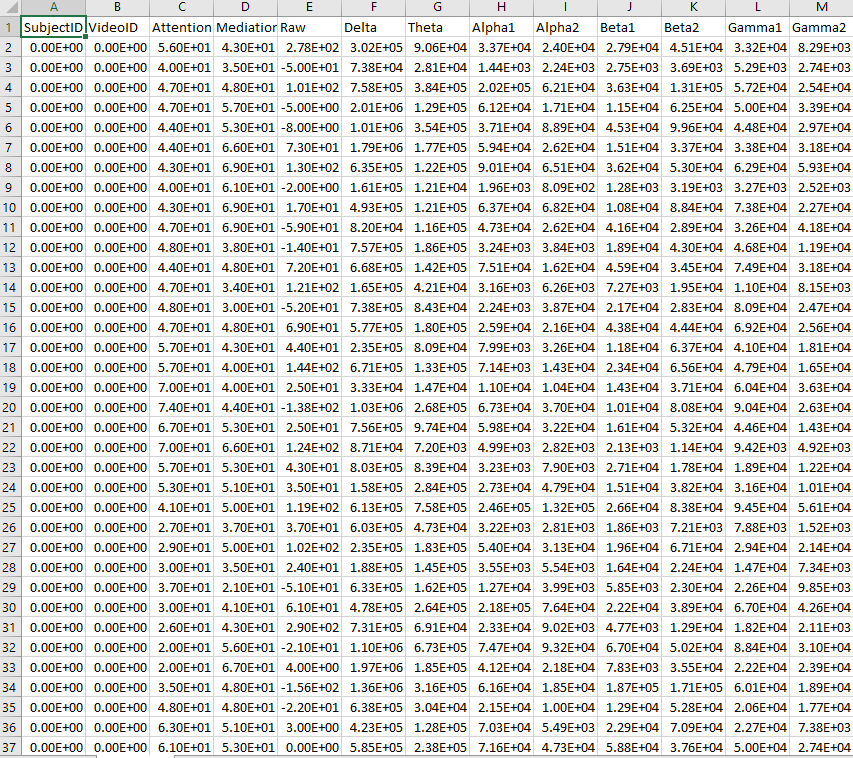 A B C D E F G H I J K L M
1 SubjectID VideoID Attention Mediation Raw Delta Theta Alpha1 Alpha2 Beta1 Beta2 Gamma1 Gamma2
2 0.00E+00 0.00E+00 5.60E+01 4.30E+01 2.78E+02 3.02E+05 9.06E+04 3.37E+04 2.40E+04 2.79E+04 4.51E+04 3.32E+04 8.29E+03
3 0.00E+00 0.00E+00 4.00E+01 3.50E+01 -5.00E+01 7.38E+04 2.81E+04 1.44E+03 2.24E+03 2.75E+03 3.69E+03 5.29E+03 2.74E+03
4 0.00E+00 0.00E+00 4.70E+01 4.80E+01 1.01E+02 7.58E+05 3.84E+05 2.02E+05 6.21E+04 3.63E+04 1.31E+05 5.72E+04 2.54E+04
5 0.00E+00 0.00E+00 4.70E+01 5.70E+01 -5.00E+00 2.01E+06 1.29E+05 6.12E+04 1.71E+04 1.15E+04 6.25E+04 5.00E+04 3.39E+04
6 0.00E+00 0.00E+00 4.40E+01 5.30E+01 -8.00E+00 1.01E+06 3.54E+05 3.71E+04 8.89E+04 4.53E+04 9.96E+04 4.48E+04 2.97E+04
7 0.00E+00 0.00E+00 4.40E+01 6.60E+01 7.30E+01 1.79E+06 1.77E+05 5.94E+04 2.62E+04 1.51E+04 3.37E+04 3.38E+04 3.18E+04
8 0.00E+00 0.00E+00 4.30E+01 6.90E+01 1.30E+02 6.35E+05 1.22E+05 9.01E+04 6.51E+04 3.62E+04 5.30E+04 6.29E+04 5.93E+04
9 0.00E+00 0.00E+00 4.00E+01 6.10E+01 -2.00E+00 1.61E+05 1.21E+04 1.96E+03 8.09E+02 1.28E+03 3.19E+03 3.27E+03 2.52E+03
10 0.00E+00 0.00E+00 4.30E+01 6.90E+01 1.70E+01 4.93E+05 1.21E+05 6.37E+04 6.82E+04 1.08E+04 8.84E+04 7.38E+04 2.27E+04
11 0.00E+00 0.00E+00 4.70E+01 6.90E+01 -5.90E+01 8.20E+04 1.16E+05 4.73E+04 2.62E+04 4.16E+04 2.89E+04 3.26E+04 4.18E+04
12 0.00E+00 0.00E+00 4.80E+01 3.80E+01 -1.40E+01 7.57E+05 1.86E+05 3.24E+03 3.84E+03 1.89E+04 4.30E+04 4.68E+04 1.19E+04
13 0.00E+00 0.00E+00 4.40E+01 4.80E+01 7.20E+01 6.68E+05 1.42E+05 7.51E+04 1.62E+04 4.59E+04 3.45E+04 7.49E+04 3.18E+04
14 0.00E+00 0.00E+00 4.70E+01 3.40E+01 1.21E+02 1.65E+05 4.21E+04 3.16E+03 6.26E+03 7.27E+03 1.95E+04 1.10E+04 8.15E+03
15 0.00E+00 0.00E+00 4.80E+01 3.00E+01 -5.20E+01 7.38E+05 8.43E+04 2.24E+03 3.87E+04 2.17E+04 2.83E+04 8.09E+04 2.47E+04
16 0.00E+00 0.00E+00 4.70E+01 4.80E+01 6.90E+01 5.77E+05 1.80E+05 2.59E+04 2.16E+04 4.38E+04 4.44E+04 6.92E+04 2.56E+04
17 0.00E+00 0.00E+00 5.70E+01 4.30E+01 4.40E+01 2.35E+05 8.09E+04 7.99E+03 3.26E+04 1.18E+04 6.37E+04 4.10E+04 1.81E+04
18 0.00E+00 0.00E+00 5.70E+01 4.00E+01 1.44E+02 6.71E+05 1.33E+05 7.14E+03 1.43E+04 2.34E+04 6.56E+04 4.79E+04 1.65E+04
19 0.00E+00 0.00E+00 7.00E+01 4.00E+01 2.50E+01 3.33E+04 1.47E+04 1.10E+04 1.04E+04 1.43E+04 3.71E+04 6.04E+04 3.63E+04
20 0.00E+00 0.00E+00 7.40E+01 4.40E+01 -1.38E+02 1.03E+06 2.68E+05 6.73E+04 3.70E+04 1.01E+04 8.08E+04 9.04E+04 2.63E+04
21 0.00E+00 0.00E+00 6.70E+01 5.30E+01 2.50E+01 7.56E+05 9.74E+04 5.98E+04 3.22E+04 1.61E+04 5.32E+04 4.46E+04 1.43E+04
22 0.00E+00 0.00E+00 7.00E+01 6.60E+01 1.24E+02 8.71E+04 7.20E+03 4.99E+03 2.82E+03 2.13E+03 1.14E+04 9.42E+03 4.92E+03
23 0.00E+00 0.00E+00 5.70E+01 5.30E+01 4.30E+01 8.03E+05 8.39E+04 3.23E+03 7.90E+03 2.71E+04 1.78E+04 1.89E+04 1.22E+04
24 0.00E+00 0.00E+00 5.30E+01 5.10E+01 3.50E+01 1.58E+05 2.84E+05 2.73E+04 4.79E+04 1.51E+04 3.82E+04 3.16E+04 1.01E+04
25 0.00E+00 0.00E+00 4.10E+01 5.00E+01 1.19E+02 6.13E+05 7.58E+05 2.46E+05 1.32E+05 2.66E+04 8.38E+04 9.45E+04 5.61E+04
26 0.00E+00 0.00E+00 2.70E+01 3.70E+01 3.70E+01 6.03E+05 4.73E+04 3.22E+03 2.81E+03 1.86E+03 7.21E+03 7.88E+03 1.52E+03
27 0.00E+00 0.00E+00 2.90E+01 5.00E+01 1.02E+02 2.35E+05 1.83E+05 5.40E+04 3.13E+04 1.96E+04 6.71E+04 2.94E+04 2.14E+04
28 0.00E+00 0.00E+00 3.00E+01 3.50E+01 2.40E+01 1.88E+05 1.45E+05 3.55E+03 5.54E+03 1.64E+04 2.24E+04 1.47E+04 7.34E+03
29 0.00E+00 0.00E+00 3.70E+01 2.10E+01 -5.10E+01 6.33E+05 1.62E+05 1.27E+04 3.99E+03 5.85E+03 2.30E+04 2.26E+04 9.85E+03
30 0.00E+00 0.00E+00 3.00E+01 4.10E+01 6.10E+01 4.78E+05 2.64E+05 2.18E+05 7.64E+04 2.22E+04 3.89E+04 6.70E+04 4.26E+04
31 0.00E+00 0.00E+00 2.60E+01 4.30E+01 2.90E+02 7.31E+05 6.91E+04 2.33E+04 9.02E+03 4.77E+03 1.29E+04 1.82E+04 2.11E+03
32 0.00E+00 0.00E+00 2.00E+01 5.60E+01 -2.10E+01 1.10E+06 6.73E+05 7.47E+04 9.32E+04 6.70E+04 5.02E+04 8.84E+04 3.10E+04
33 0.00E+00 0.00E+00 2.00E+01 6.70E+01 4.00E+00 1.97E+06 1.85E+05 4.12E+04 2.18E+04 7.83E+03 3.55E+04 2.22E+04 2.39E+04
34 0.00E+00 0.00E+00 3.50E+01 4.80E+01 -1.56E+02 1.36E+06 3.16E+05 6.16E+04 1.85E+04 1.87E+05 1.71E+05 6.01E+04 1.89E+04
35 0.00E+00 0.00E+00 4.80E+01 4.80E+01 -2.20E+01 6.38E+05 3.04E+04 2.15E+04 1.00E+04 1.29E+04 5.28E+04 2.06E+04 1.77E+04
36 0.00E+00 0.00E+00 6.30E+01 5.10E+01 3.00E+00 4.23E+05 1.28E+05 7.03E+04 5.49E+03 2.29E+04 7.09E+04 2.27E+04 7.38E+03
37 0.00E+00 0.00E+00 6.10E+01 5.30E+01 0.00E+00 5.85E+05 2.38E+05 7.16E+04 4.73E+04 5.88E+04 3.76E+04 5.00E+04 2.74E+04